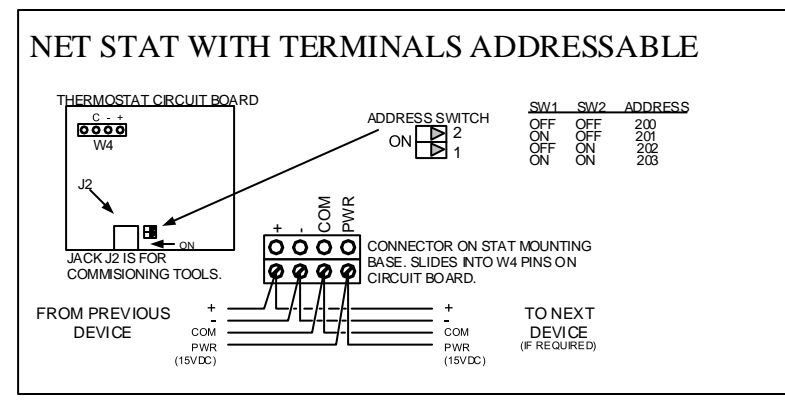 NET STAT WITH TERMINALS ADDRESSABLE
THERMOSTAT CIRCUIT BOARD
C - +
W4
J2
ON
JACK J2 IS FOR
COMMISIONING TOOLS.
ADDRESS SWITCH
ON
2
1
SW1 SW2 ADDRESS
OFF OFF 200
ON OFF 201
OFF ON 202
ON ON 203
+ - COM PWR
CONNECTOR ON STAT MOUNTING
BASE. SLIDES INTO W4 PINS ON
CIRCUIT BOARD.
FROM PREVIOUS
DEVICE
+
-
COM
PWR
(15VDC)
+
-
COM
PWR
(15VDC)
TO NEXT
DEVICE
(IF REQUIRED)